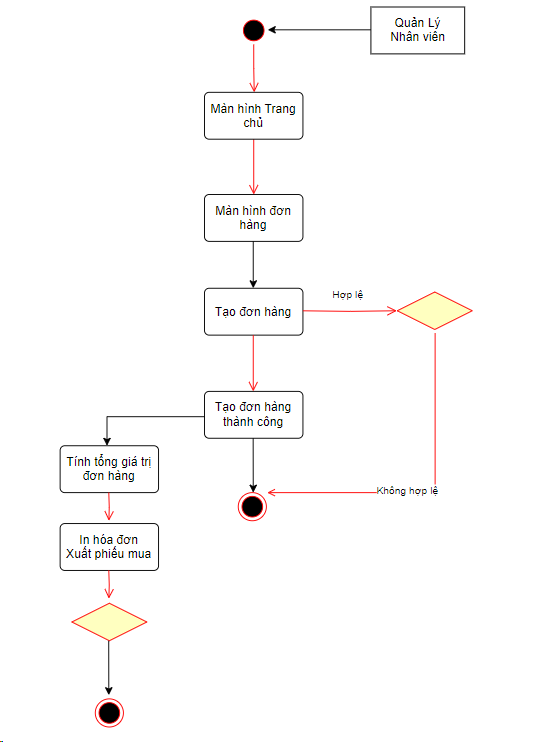 Quản Lý
Nhân viên
Màn hình Trang
chủ
Màn hình đơn
hàng
Tạo đơn hàng
Hợp lệ
Tạo đơn hàng
thành công
Tính tổng giá trị
đơn hàng
Không hợp lệ
In hóa đơn
Xuất phiếu mua